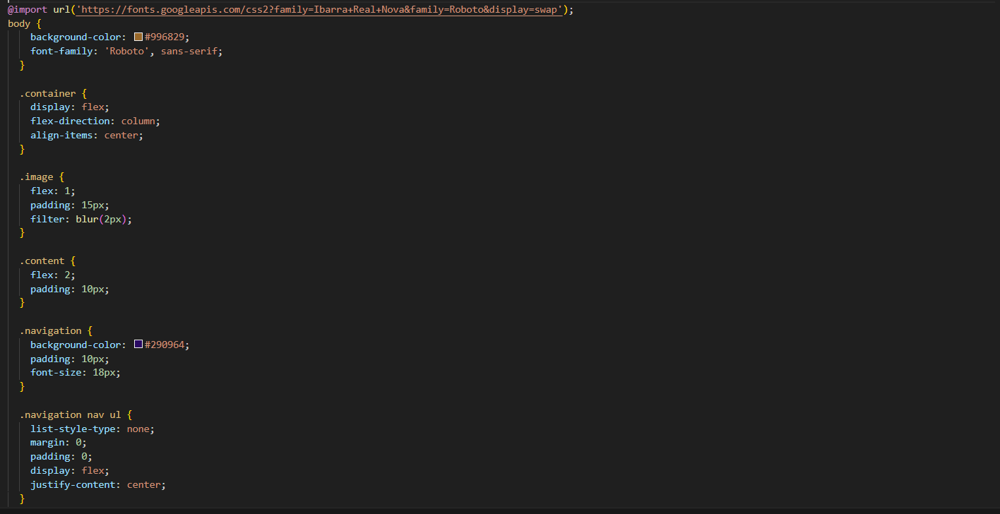 @import url('https://fonts.googleapis.com/css2?family=Ibarra+Real+Nova&family=Roboto&display=swap');
body {
    background-color: #996829;
    font-family: 'Roboto', sans-serif;
  }

  .container {
    display: flex;
    flex-direction: column;
    align-items: center;
  }

  .image {
    flex: 1;
    padding: 15px;
    filter: blur(2px);
  }

  .content {
    flex: 2;
    padding: 10px;
  }

  .navigation {
    background-color: #290964;
    padding: 10px;
    font-size: 18px;
  }

  .navigation nav ul {
    list-style-type: none;
    margin: 0;
    padding: 0;
    display: flex;
    justify-content: center;
  }